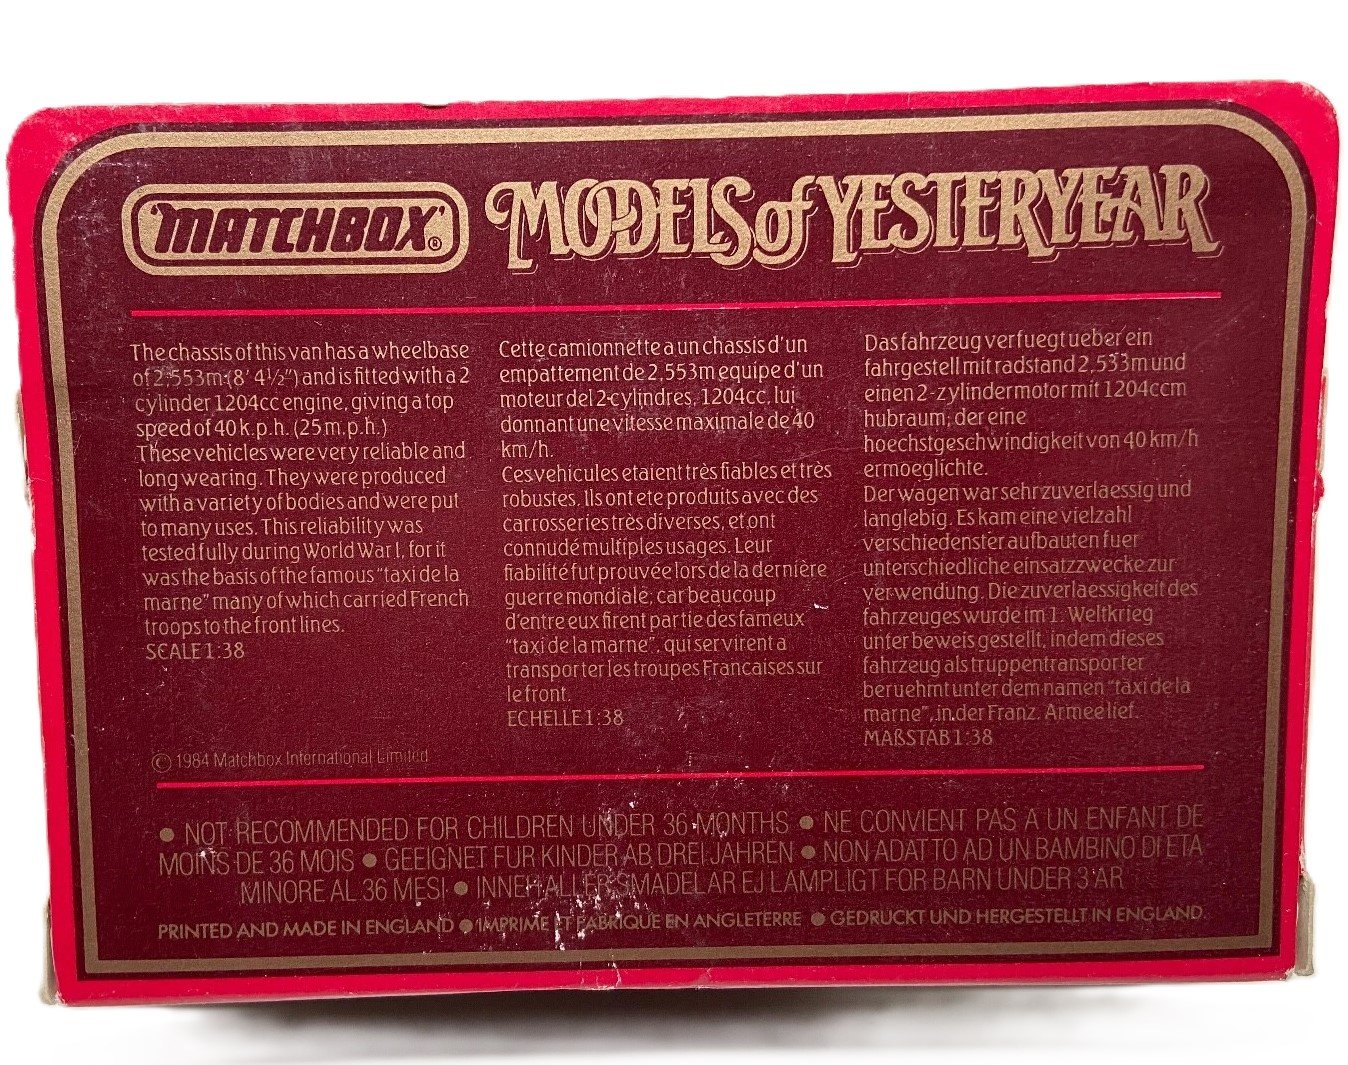 MATCHBOX®
MODELS of YESTERYEAR
The chassis of this van has a wheelbase
of 2,553m (8' 4½") and is fitted with a 2
cylinder 1204cc engine, giving a top
speed of 40 k.p.h. (25 m.p.h.)
These vehicles were very reliable and
long wearing. They were produced
with a variety of bodies and were put
to many uses. This reliability was
tested fully during World War I, for it
was the basis of the famous "taxi de la
marne" many of which carried French
troops to the front lines.
SCALE 1:38
© 1984 Matchbox International Limited
Cette camionnette a un chassis d'un
empattement de 2,553m equipe d'un
moteur de 12-cylindres, 1204cc, lui
donnant une vitesse maximale de 40
km/h.
Ces vehicules etaient très fiables et très
robustes. Ils ont ete produits avec des
carrosseries très diverses, et ont
connudé multiples usages. Leur
fiabilité fut prouvée lors de la dernière
guerre mondiale, car beaucoup
d'entre eux firent partie des fameux
"taxi de la marne", qui servirent a
transporter les troupes Francaises sur
le front.
ECHELLE 1:38
Das fahrzeug verfuegt ueber ein
fahrgestell mit radstand 2,533m und
einen 2-zylindermotor mit 1204ccm
hubraum, der eine
hoechstgeschwindigkeit von 40 km/h
ermoeglichte.
Der wagen war sehr zuverlaessig und
langlebig. Es kam eine vielzahl
verschiedenster aufbauten fuer
unterschiedliche einsatzzwecke zur
verwendung. Die zuverlaessigkeit des
fahrzeuges wurde im 1. Weltkrieg
unter beweis gestellt, indem dieses
fahrzeug als truppentransporter
beruehmt unter dem namen "taxi de la
marne", in der Franz. Armee lief.
MAßSTAB 1:38
● NOT RECOMMENDED FOR CHILDREN UNDER 36 MONTHS ● NE CONVIENT PAS A UN ENFANT DE
MOINS DE 36 MOIS ● GEEIGNET FUR KINDER AB DREI JAHREN ● NON ADATTO AD UN BAMBINO DI ETA
MINORE AL 36 MESI ● INNEHALLER SMADELAR EJ LAMPLIGT FOR BARN UNDER 3 AR
PRINTED AND MADE IN ENGLAND ● IMPRIME ET FABRIQUE EN ANGLETERRE ● GEDRUCKT UND HERGESTELLT IN ENGLAND.